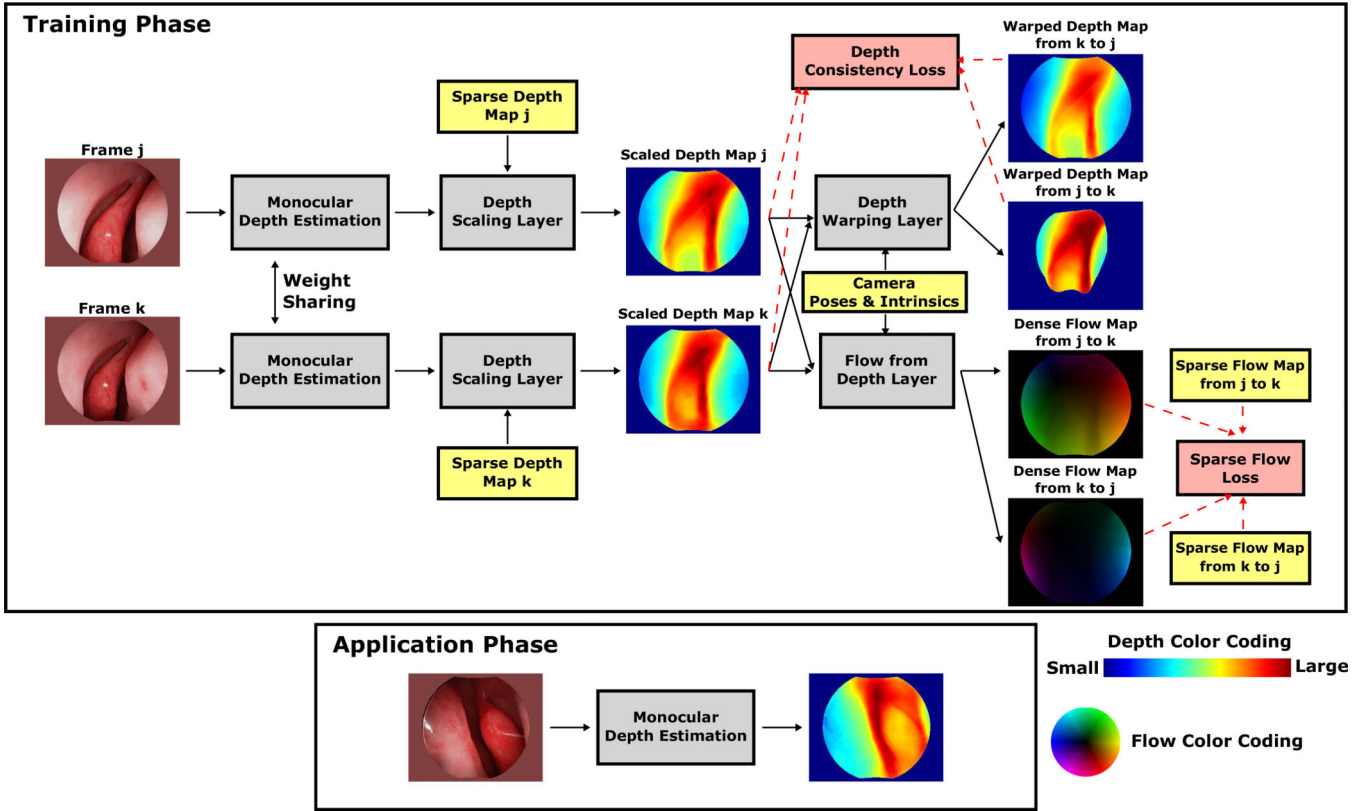 Training Phase
Warped Depth Map
from k to j
Depth
Consistency Loss
Sparse Depth
Map j
Frame j
Scaled Depth Map j
Warped Depth Map
from j to k
Monocular
Depth Estimation
Depth
Scaling Layer
Depth
Warping Layer
Weight
Sharing
Camera
Poses & Intrinsics
Frame k
Scaled Depth Map k
Dense Flow Map
from j to k
Monocular
Depth Estimation
Depth
Scaling Layer
Flow from
Depth Layer
Sparse Flow Map
from j to k
Sparse Depth
Map k
Dense Flow Map
from k to j
Sparse Flow
Loss
Sparse Flow Map
from k to j
Application Phase
Monocular
Depth Estimation
Depth Color Coding
Small Large
Flow Color Coding